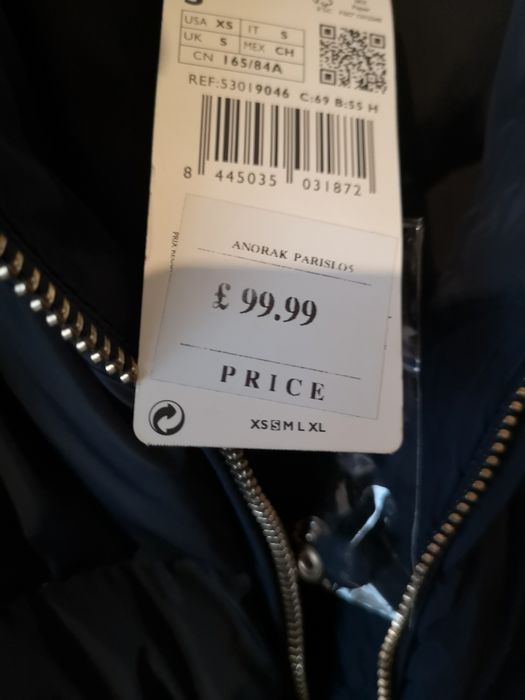 S
USA XS IT S
UK S MEX CH
CN 165/84A
REF:53019046 C:69 B:55 H
8 445035 031872
ANORAK PARISLO5
£ 99.99
PRICE
XS S M L XL